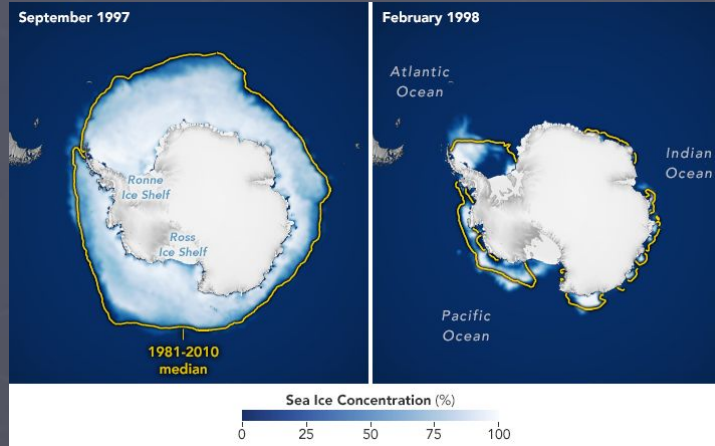 September 1997
Ronne
Ice Shelf
Ross
Ice Shelf
1981-2010
median
February 1998
Atlantic
Ocean
Indian
Ocean
Pacific
Ocean
Sea Ice Concentration (%)
0 25 50 75 100